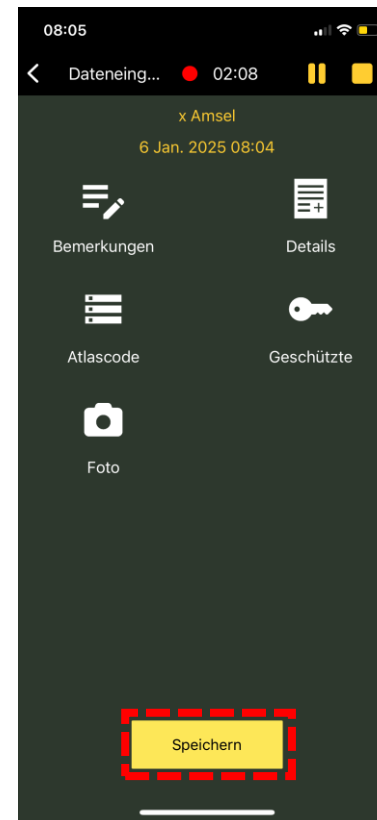 08:05
Dateneing... 02:08
x Amsel
6 Jan. 2025 08:04
Bemerkungen Details
Atlascode Geschützte
Foto
Speichern